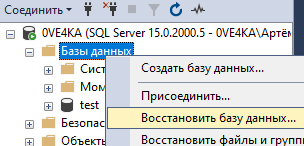 Соединить
0VE4KA (SQL Server 15.0.2000.5 - 0VE4KA\Артём
Базы данных
Сист
Мом
test
Безопас
Объекть
Создать базу данных...
Присоединить...
Восстановить базу данных...
Восстановить файлы и групп